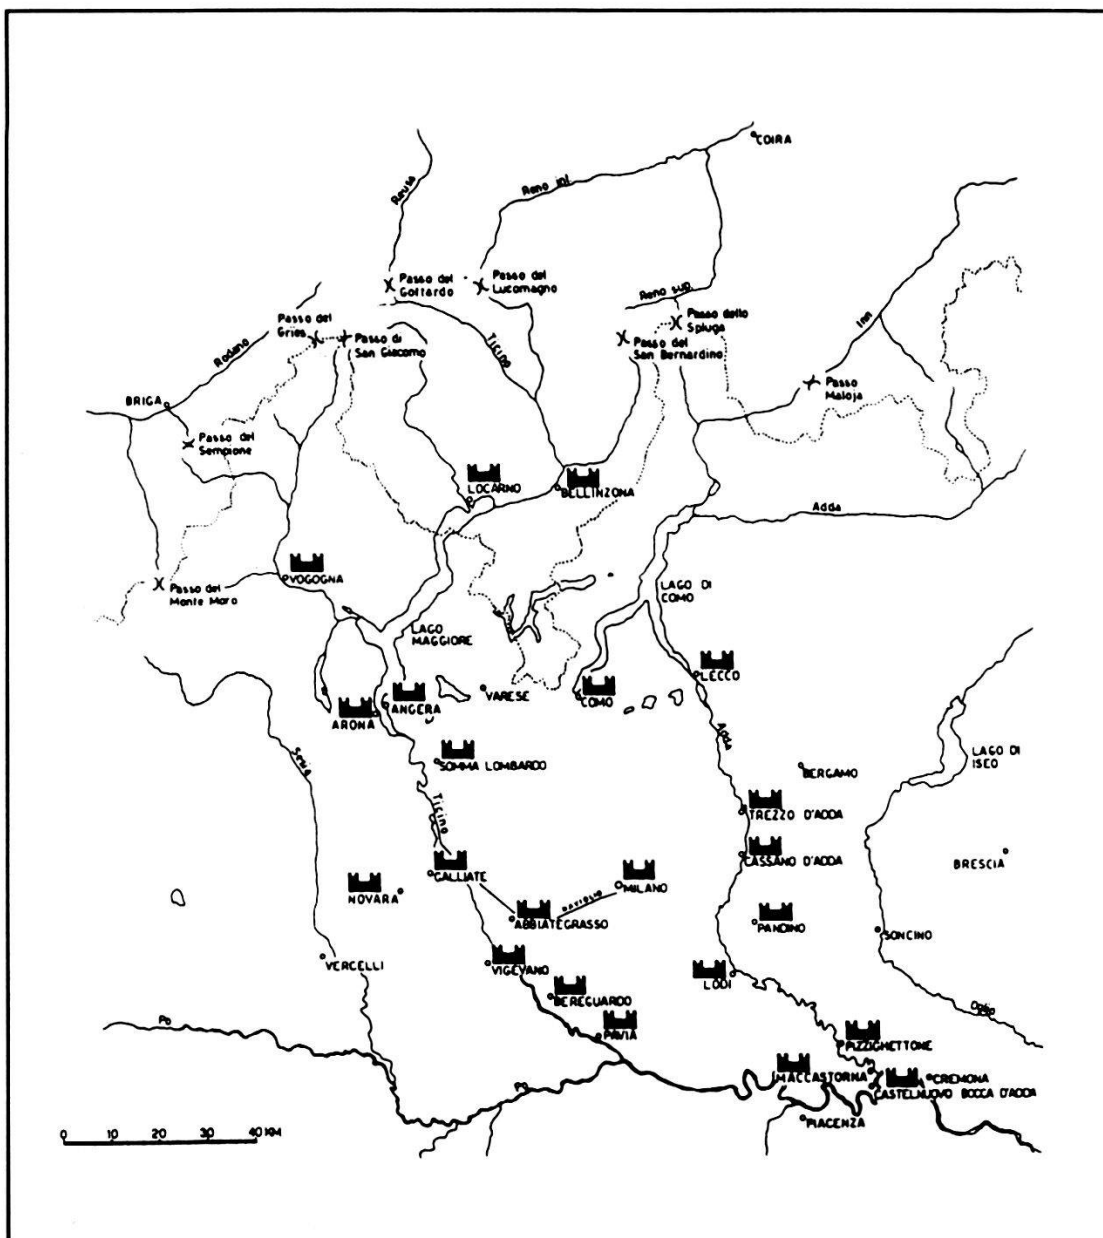 COIRA
Reno inf.
Reuss
Passo del
Gottardo
Passo del
Lucomagno
Reno sup.
Passo dello
Spluga
Passo del
Gries
Passo di
San Giacomo
Ticino
Passo del
San Bernardino
Inn
Rodano
Passo
Maloja
BRIGA
Passo del
Sempione
LOCARNO
BELLINZONA
Adda
VOGOGNA
Passo del
Monte Moro
LAGO DI
COMO
LAGO
MAGGIORE
LECCO
VARESE
COMO
ANGERA
ARONA
Adda
Sesia
SOMMA LOMBARDO
BERGAMO
LAGO DI
ISEO
Ticino
TREZZO D'ADDA
CASSANO D'ADDA
BRESCIA
GALLIATE
MILANO
NOVARA
NAVIGLIO
ABBIATEGRASSO
PANDINO
SONCINO
VERCELLI
VIGEVANO
LODI
BEREGUARDO
Oglio
Po
PAVIA
PIZZIGHETTONE
MACCASTORNA
CREMONA
Po
CASTELNUOVO BOCCA D'ADDA
PIACENZA
0 10 20 30 40 KM